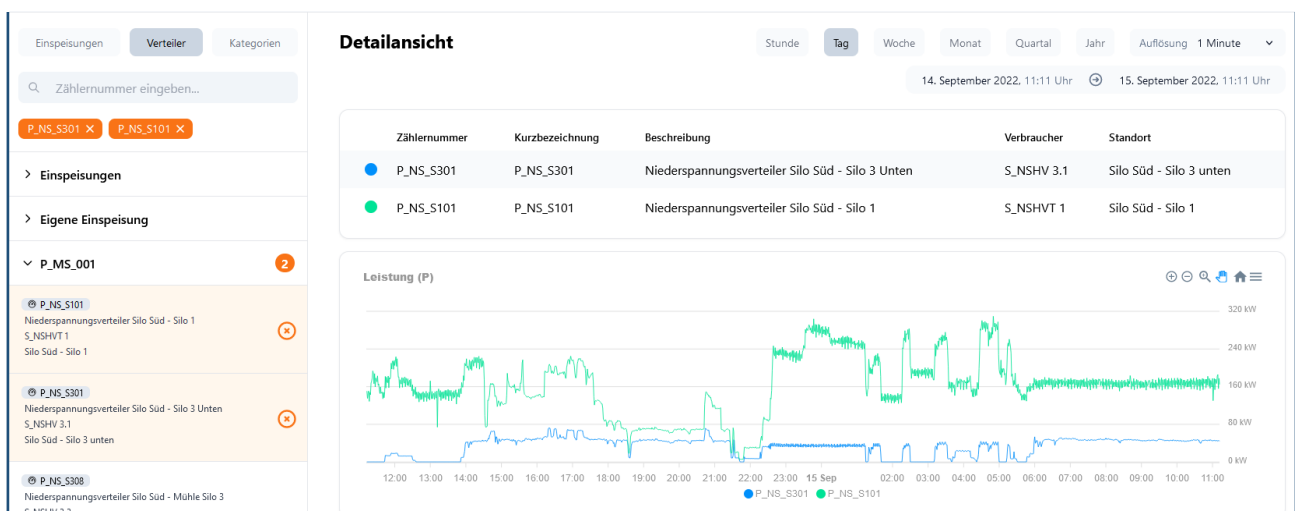 Einspeisungen Verteiler Kategorien
Zählernummer eingeben...
P_NS_S301 × P_NS_S101 ×
Einspeisungen
Eigene Einspeisung
P_MS_001 2
P_NS_S101
Niederspannungsverteiler Silo Süd - Silo 1
S_NSHVT 1
Silo Süd - Silo 1
P_NS_S301
Niederspannungsverteiler Silo Süd - Silo 3 Unten
S_NSHV 3.1
Silo Süd - Silo 3 unten
P_NS_S308
Niederspannungsverteiler Silo Süd - Mühle Silo 3
Detailansicht
Stunde Tag Woche Monat Quartal Jahr Auflösung 1 Minute
14. September 2022, 11:11 Uhr 15. September 2022, 11:11 Uhr
Zählernummer Kurzbezeichnung Beschreibung Verbraucher Standort
P_NS_S301 P_NS_S301 Niederspannungsverteiler Silo Süd - Silo 3 Unten S_NSHV 3.1 Silo Süd - Silo 3 unten
P_NS_S101 P_NS_S101 Niederspannungsverteiler Silo Süd - Silo 1 S_NSHVT 1 Silo Süd - Silo 1
Leistung (P)
320 kW
240 kW
160 kW
80 kW
0 kW
12:00 13:00 14:00 15:00 16:00 17:00 18:00 19:00 20:00 21:00 22:00 23:00 15 Sep 02:00 03:00 04:00 05:00 06:00 07:00 08:00 09:00 10:00 11:00
P_NS_S301 P_NS_S101